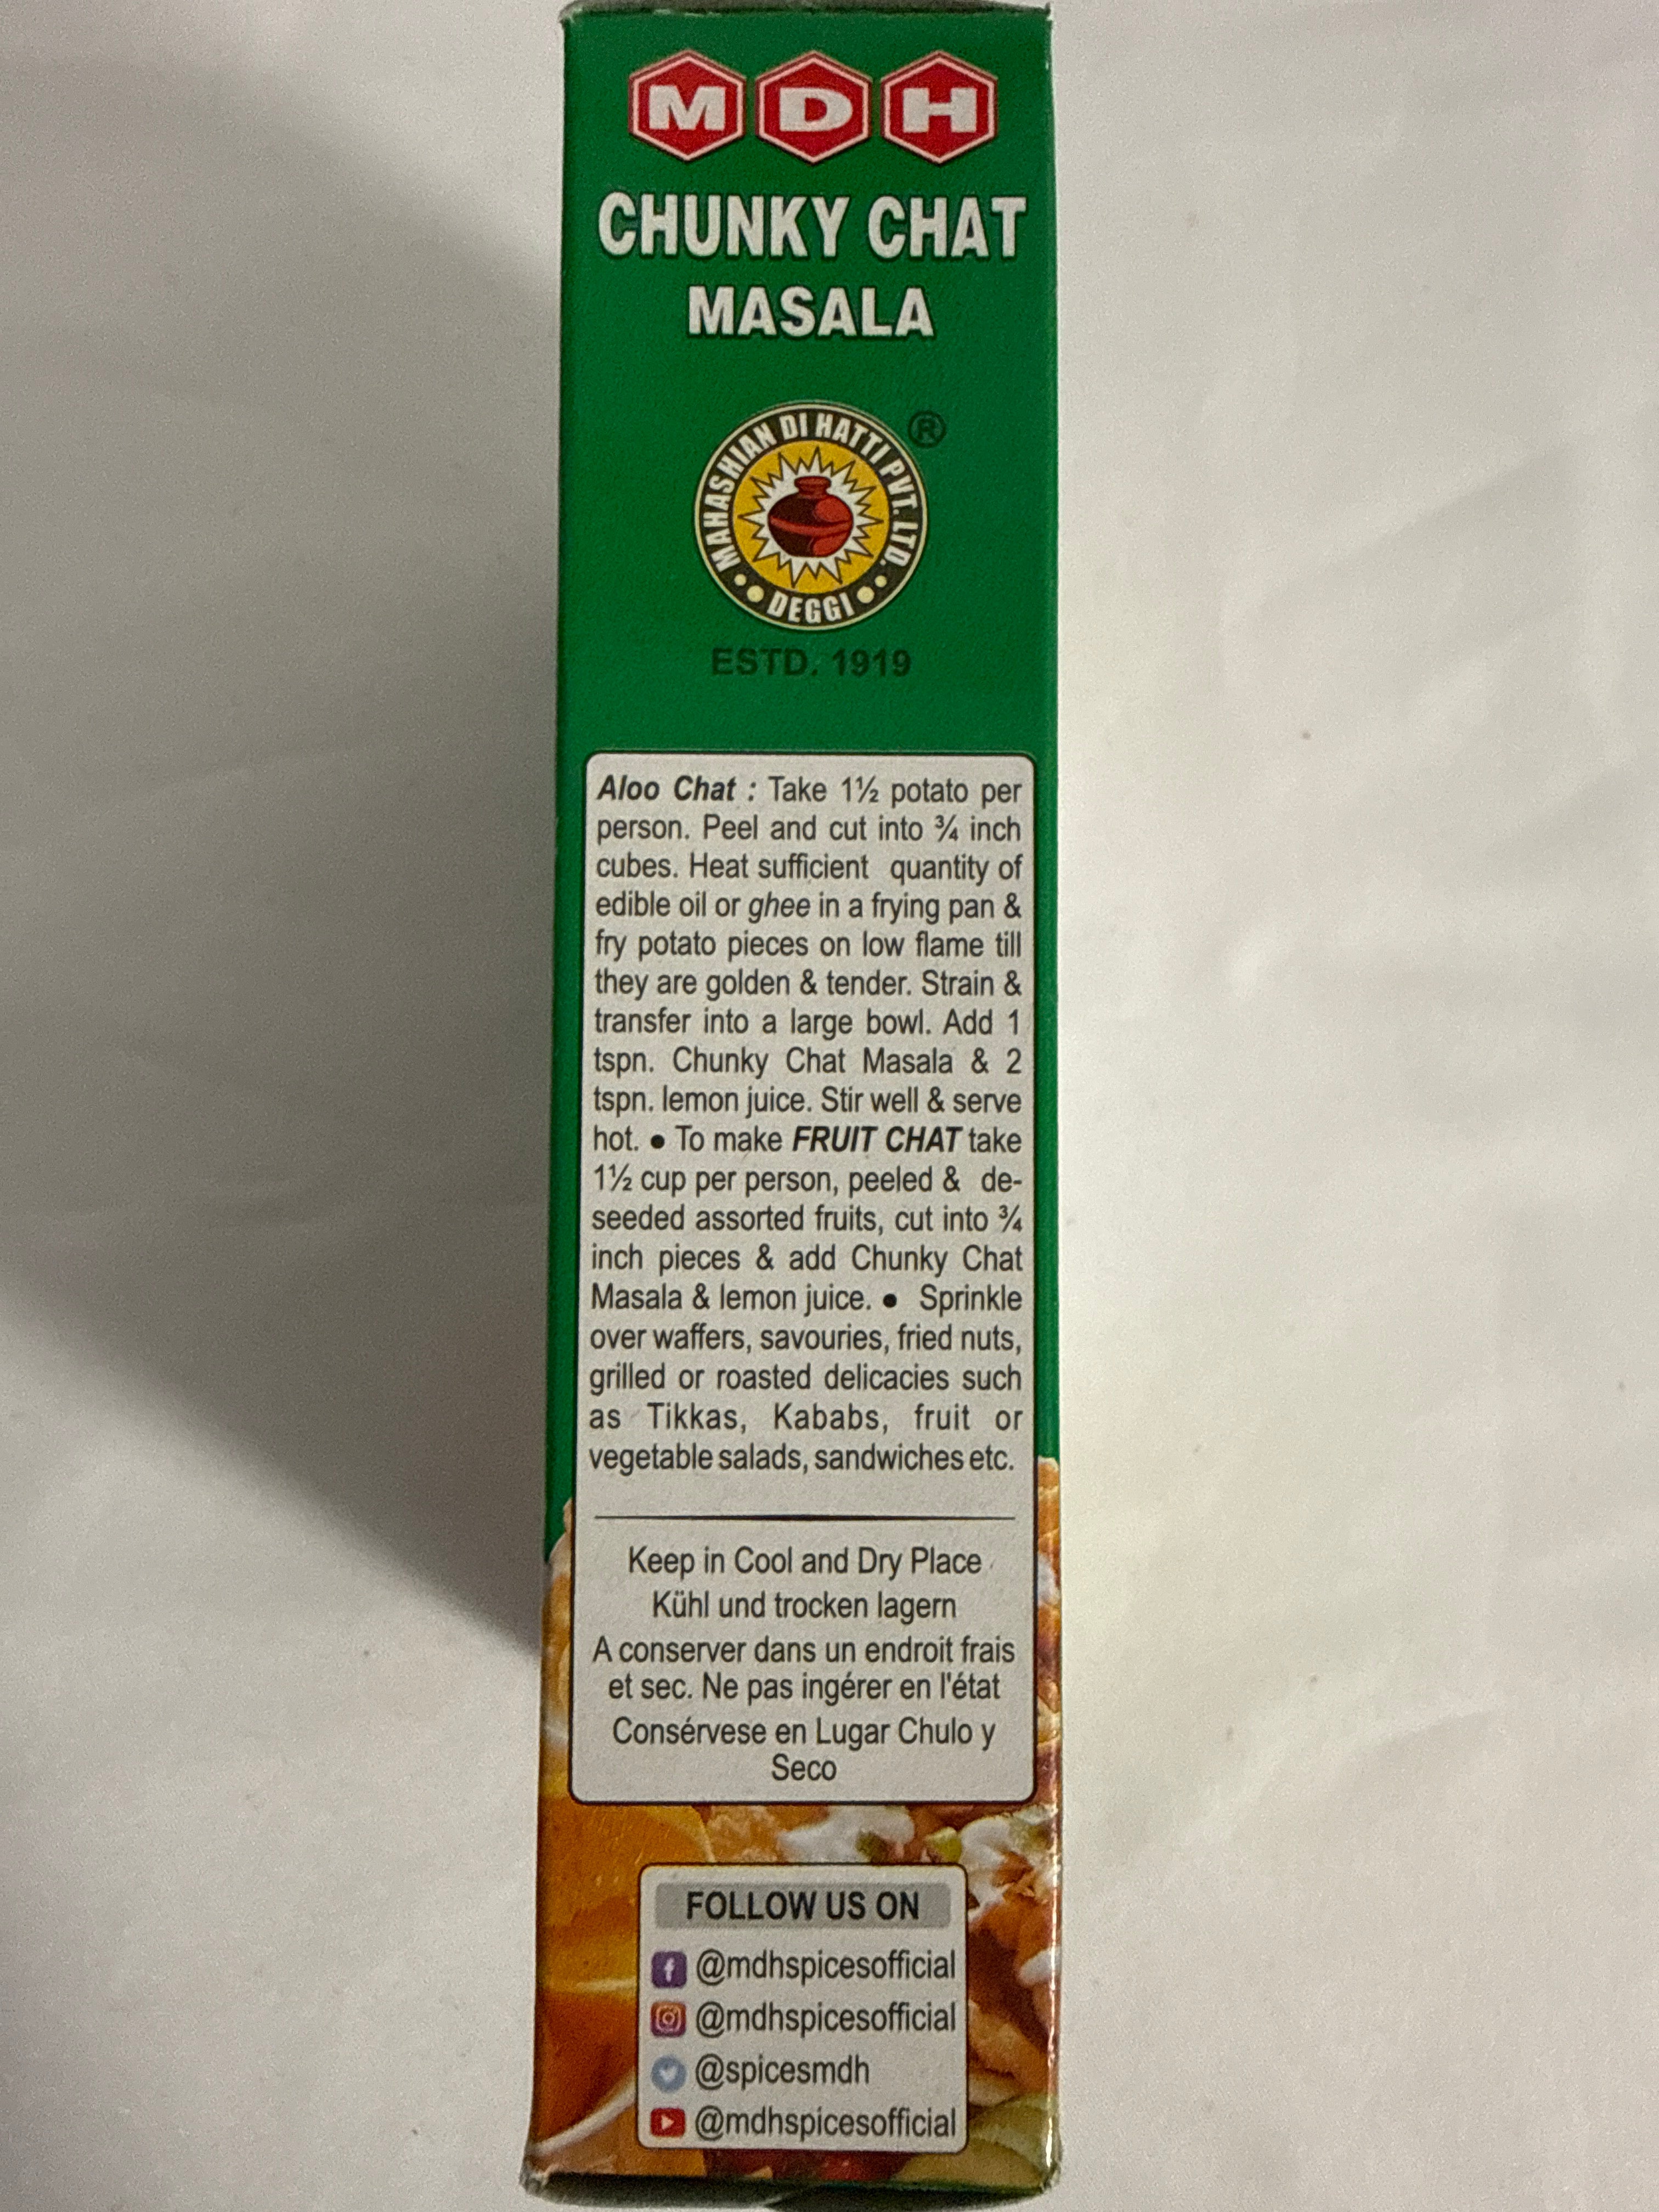 MDH
CHUNKY CHAT
MASALA
MAHASHIAN DI HATTI PVT. LTD.
®
DEGGI
ESTD. 1919
Aloo Chat : Take 1½ potato per
person. Peel and cut into ¾ inch
cubes. Heat sufficient quantity of
edible oil or ghee in a frying pan &
fry potato pieces on low flame till
they are golden & tender. Strain &
transfer into a large bowl. Add 1
tspn. Chunky Chat Masala & 2
tspn. lemon juice. Stir well & serve
hot. ● To make FRUIT CHAT take
1½ cup per person, peeled & de-
seeded assorted fruits, cut into ¾
inch pieces & add Chunky Chat
Masala & lemon juice. ● Sprinkle
over waffers, savouries, fried nuts,
grilled or roasted delicacies such
as Tikkas, Kababs, fruit or
vegetable salads, sandwiches etc.
Keep in Cool and Dry Place
Kühl und trocken lagern
A conserver dans un endroit frais
et sec. Ne pas ingérer en l'état
Consérvese en Lugar Chulo y
Seco
FOLLOW US ON
@mdhspicesofficial
@mdhspicesofficial
@spicesmdh
@mdhspicesofficial